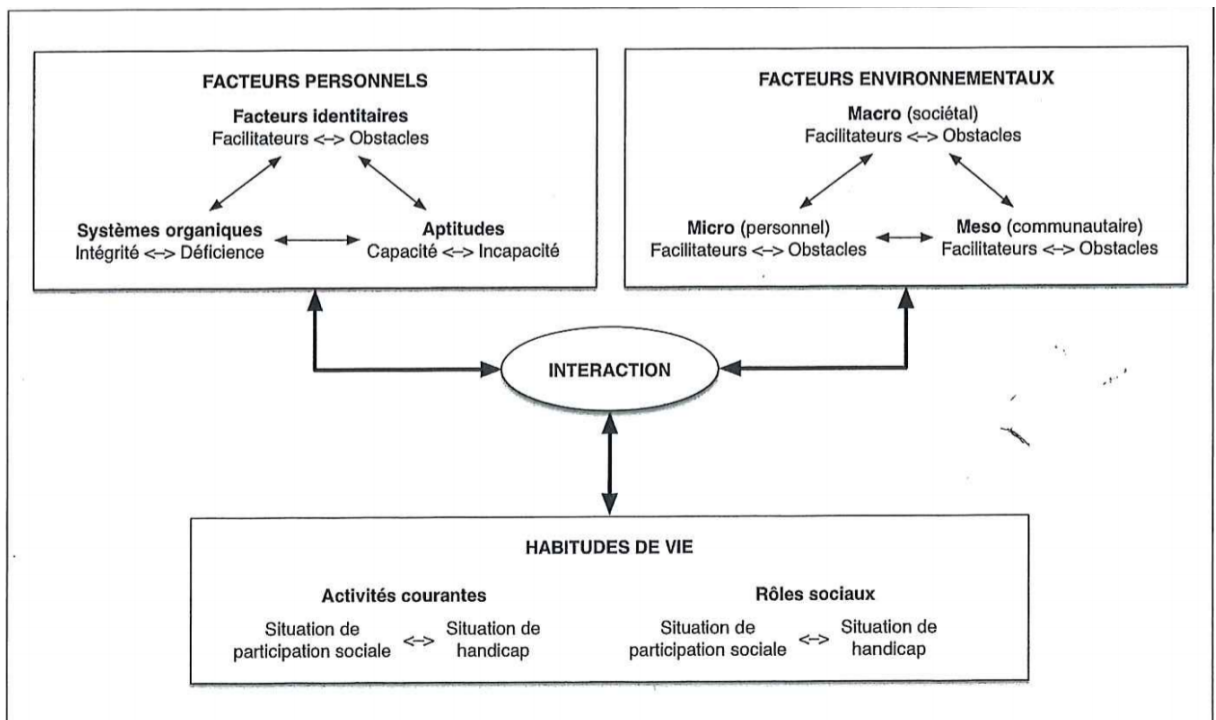 FACTEURS PERSONNELS
Facteurs identitaires
Facilitateurs <--> Obstacles
Systèmes organiques
Intégrité <--> Déficience
Aptitudes
Capacité <--> Incapacité
FACTEURS ENVIRONNEMENTAUX
Macro (sociétal)
Facilitateurs <--> Obstacles
Micro (personnel)
Facilitateurs <--> Obstacles
Meso (communautaire)
Facilitateurs <--> Obstacles
INTERACTION
HABITUDES DE VIE
Activités courantes
Situation de
participation sociale
<-->
Situation de
handicap
Rôles sociaux
Situation de
participation sociale
<-->
Situation de
handicap